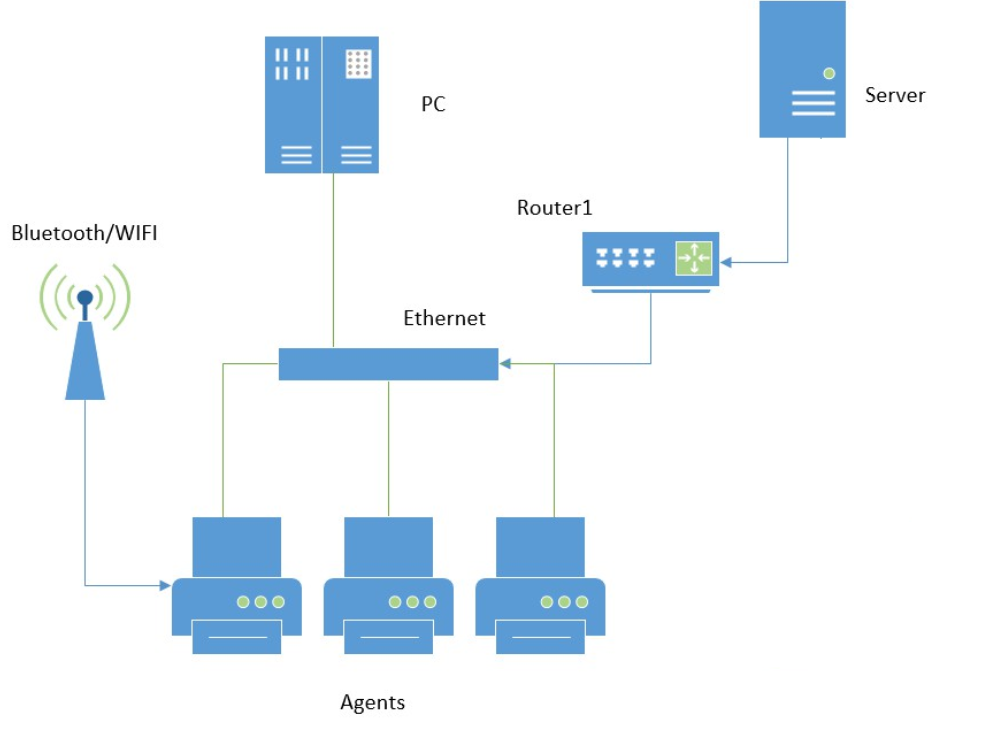 PC
Server
Router1
Bluetooth/WIFI
Ethernet
Agents